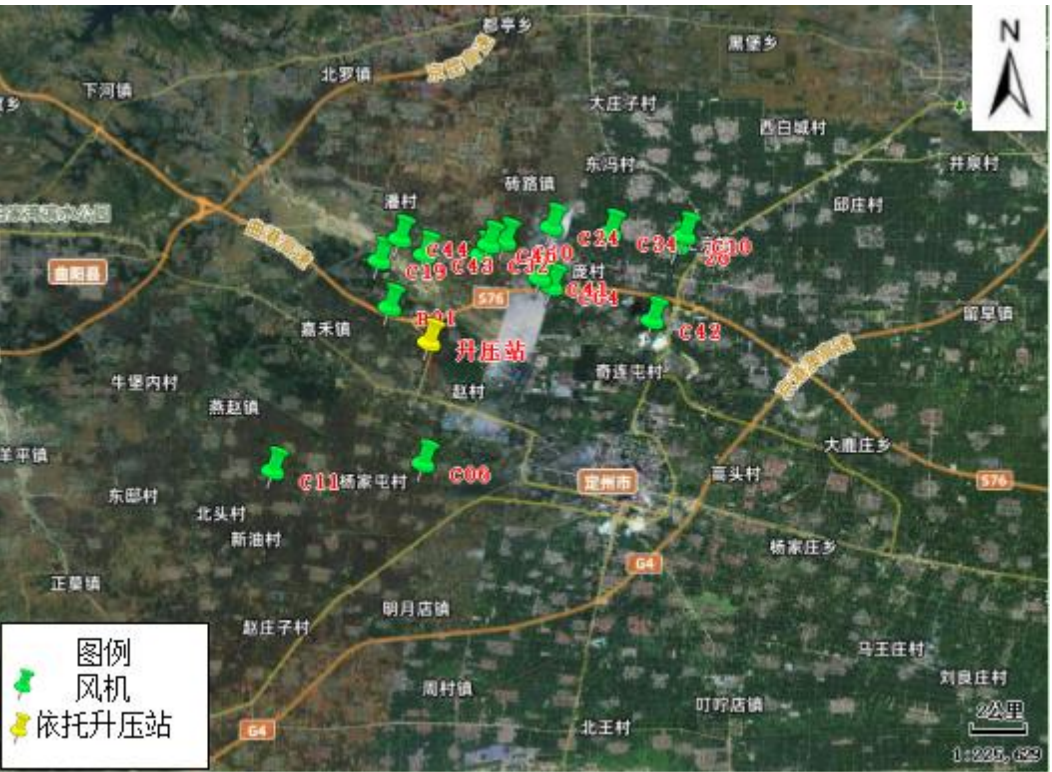 都亭乡
N
黑堡乡
北罗镇
下河镇
大庄子村
西白城村
东冯村
井泉村
砖路镇
潘村
邱庄村
C24
C44
C34
C19
C43
庞村
曲阳县
C41
S76
嘉禾镇
留早镇
C42
升压站
奇连屯村
牛堡内村
赵村
燕赵镇
羊平镇
大鹿庄乡
高头村
C06
C11
杨家屯村
定州市
S76
东邸村
北头村
新油村
杨家庄乡
G4
正莫镇
明月店镇
赵庄子村
马王庄村
刘良庄村
周村镇
叮咛店镇
北王村
G4
图例
风机
依托升压站
2公里
1:225,629